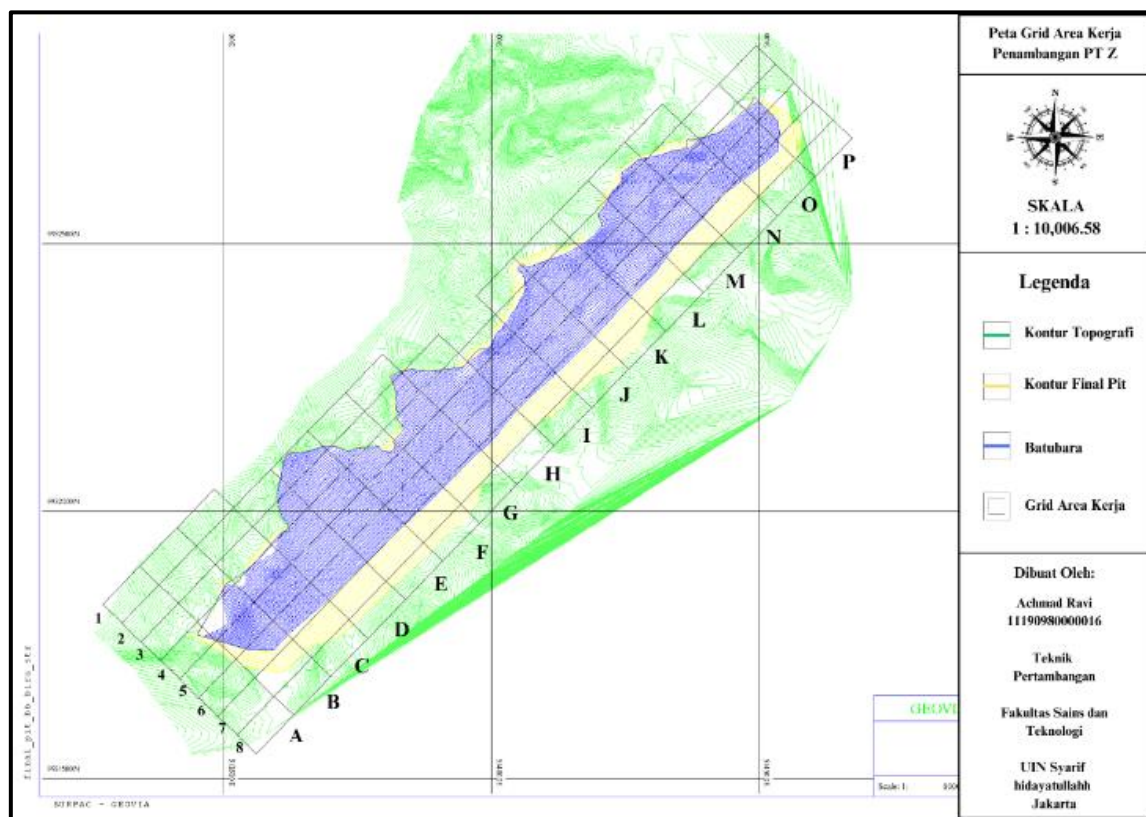 Peta Grid Area Kerja
Penambangan PT Z
N
W
E
S
SKALA
1 : 10,006.58
Legenda
Kontur Topografi
Kontur Final Pit
Batubara
Grid Area Kerja
Dibuat Oleh:
Achmad Ravi
11190980000016
Teknik
Pertambangan
Fakultas Sains dan
Teknologi
UIN Syarif
hidayatullahh
Jakarta
P
O
N
M
L
K
J
I
H
G
F
E
D
C
B
A
1
2
3
4
5
6
7
8
SURPAC - GEOVIA
Scale: 1: